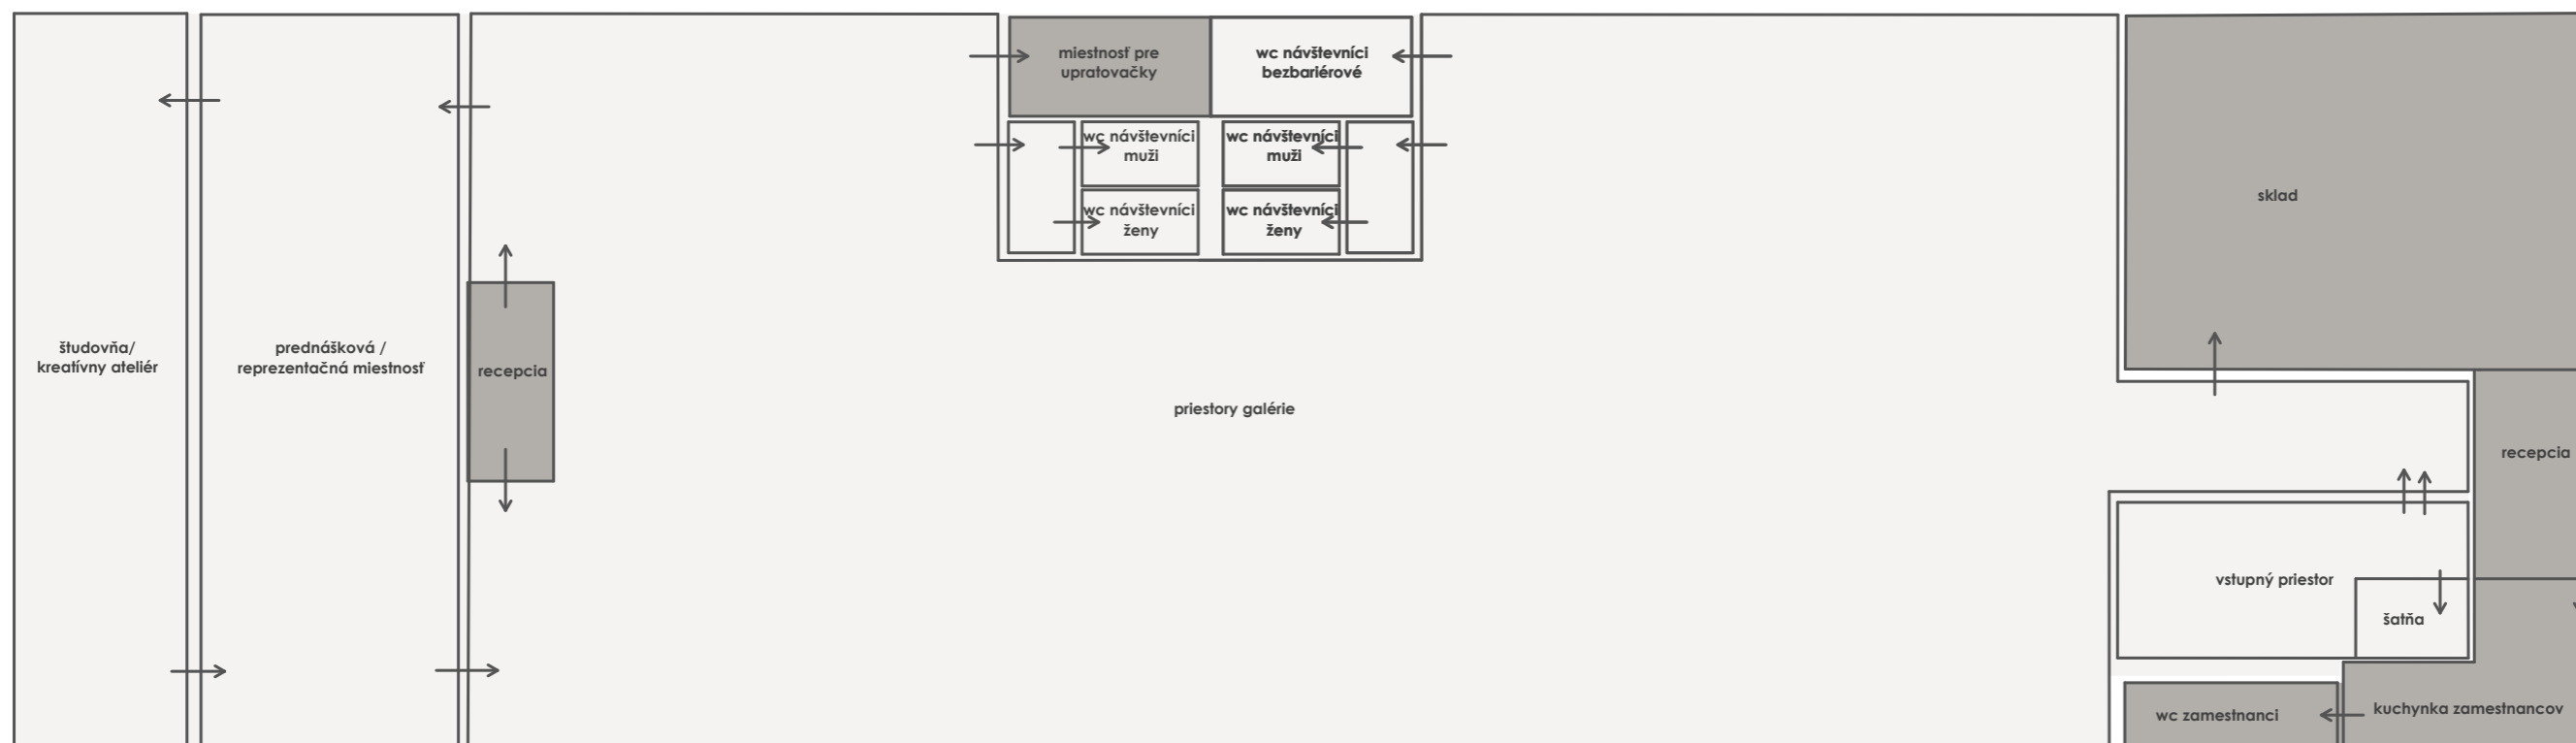 miestnosť pre
upratovačky
wc návštevníci
bezbariérové
wc návštevníci
muži
wc návštevníci
muži
wc návštevníci
ženy
wc návštevníci
ženy
sklad
študovňa/
kreatívny ateliér
prednášková /
reprezentačná miestnosť
recepcia
priestory galérie
recepcia
vstupný priestor
šatňa
wc zamestnanci
kuchynka zamestnancov